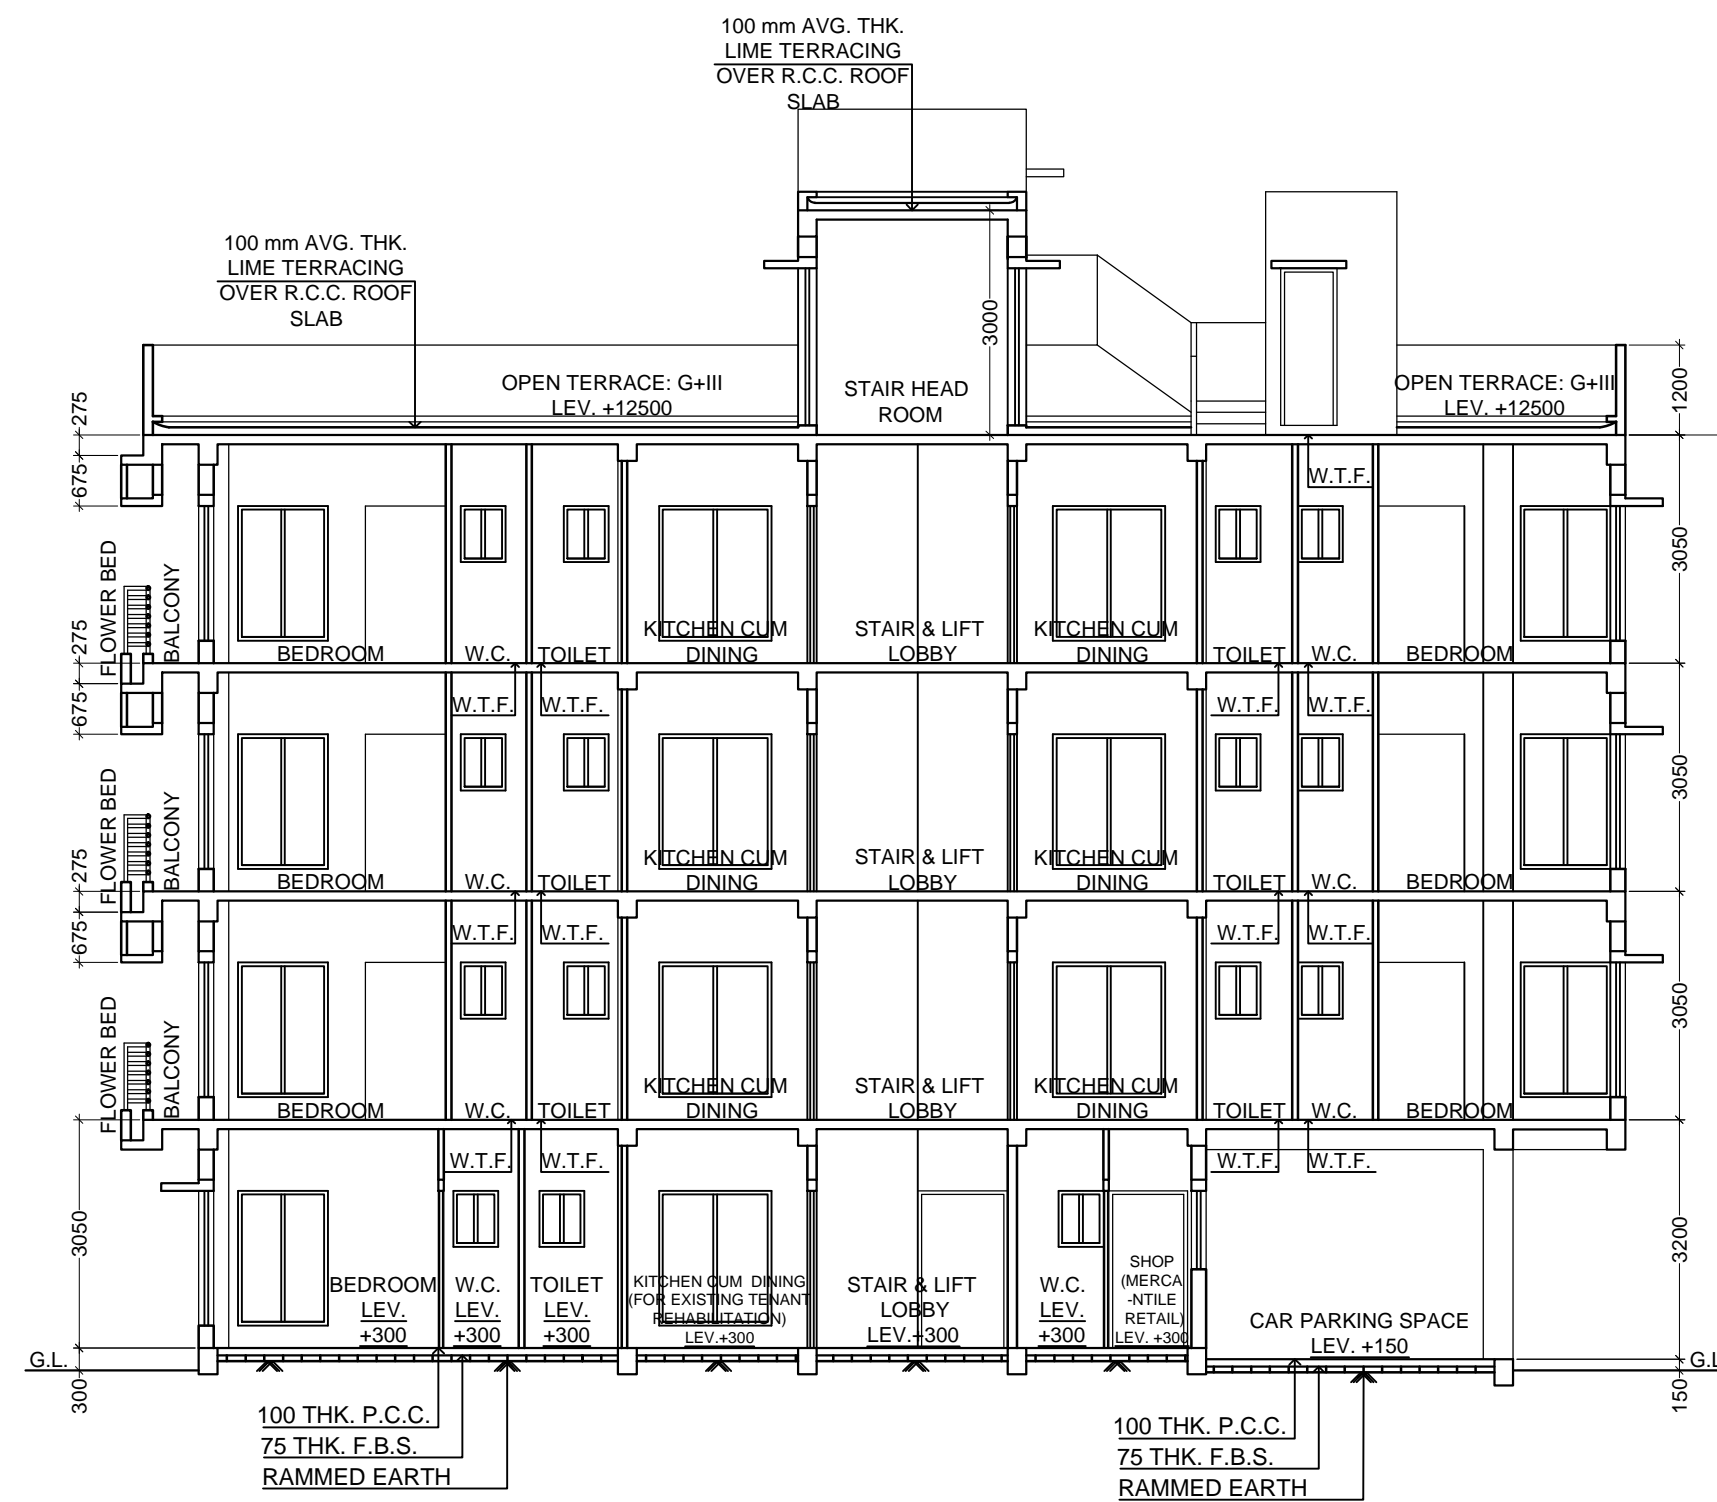 100 mm AVG. THK.
LIME TERRACING
OVER R.C.C. ROOF
SLAB
100 mm AVG. THK.
LIME TERRACING
OVER R.C.C. ROOF
SLAB
3000
OPEN TERRACE: G+III
LEV. +12500
STAIR HEAD
ROOM
OPEN TERRACE: G+III
LEV. +12500
1200
275
675
W.T.F.
3050
FLOWER BED
BALCONY
BEDROOM
W.C.
TOILET
KITCHEN CUM
DINING
STAIR & LIFT
LOBBY
KITCHEN CUM
DINING
TOILET
W.C.
BEDROOM
275
675
W.T.F.
W.T.F.
W.T.F.
W.T.F.
3050
FLOWER BED
BALCONY
BEDROOM
W.C.
TOILET
KITCHEN CUM
DINING
STAIR & LIFT
LOBBY
KITCHEN CUM
DINING
TOILET
W.C.
BEDROOM
275
675
W.T.F.
W.T.F.
W.T.F.
W.T.F.
3050
FLOWER BED
BALCONY
BEDROOM
W.C.
TOILET
KITCHEN CUM
DINING
STAIR & LIFT
LOBBY
KITCHEN CUM
DINING
TOILET
W.C.
BEDROOM
W.T.F.
W.T.F.
W.T.F.
W.T.F.
3050
3200
BEDROOM
LEV.
+300
W.C.
LEV.
+300
TOILET
LEV.
+300
KITCHEN CUM DINING
(FOR EXISTING TENANT
REHABILITATION)
LEV.+300
STAIR & LIFT
LOBBY
LEV.+300
W.C.
LEV.
+300
SHOP
(MERCA
-NTILE
RETAIL)
LEV. +300
CAR PARKING SPACE
LEV. +150
G.L.
G.L
300
150
100 THK. P.C.C.
75 THK. F.B.S.
RAMMED EARTH
100 THK. P.C.C.
75 THK. F.B.S.
RAMMED EARTH